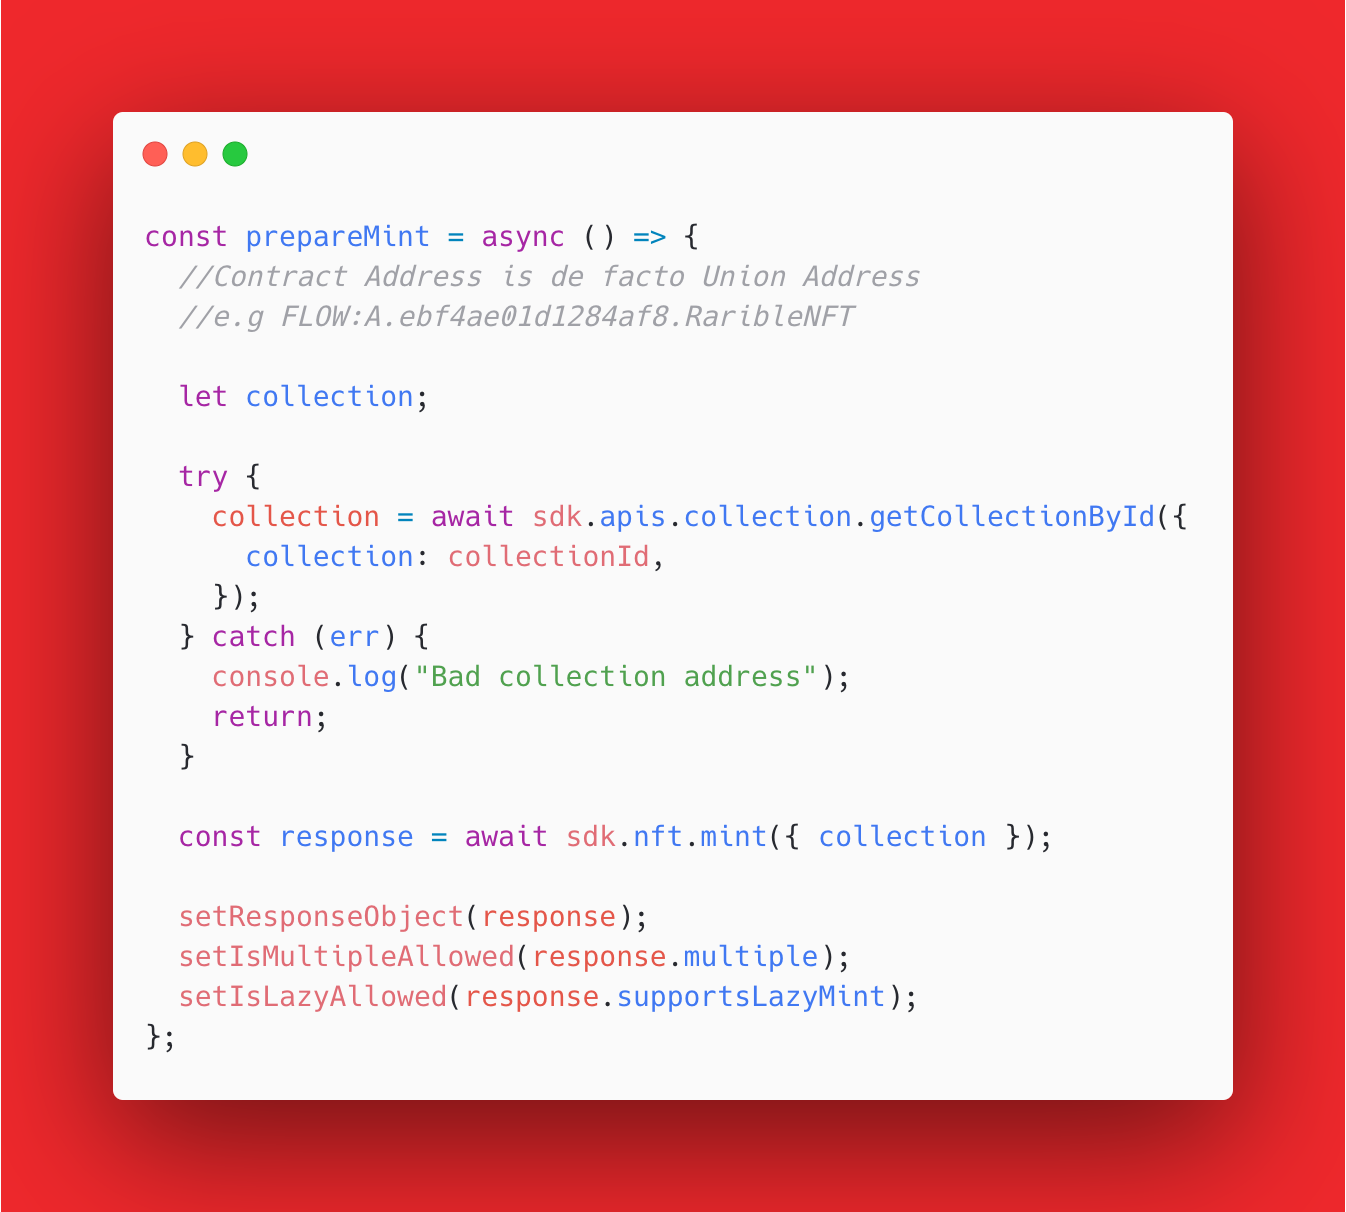 const prepareMint = async () => {
  //Contract Address is de facto Union Address
  //e.g FLOW:A.ebf4ae01d1284af8.RaribleNFT

  let collection;

  try {
    collection = await sdk.apis.collection.getCollectionById({
      collection: collectionId,
    });
  } catch (err) {
    console.log("Bad collection address");
    return;
  }

  const response = await sdk.nft.mint({ collection });

  setResponseObject(response);
  setIsMultipleAllowed(response.multiple);
  setIsLazyAllowed(response.supportsLazyMint);
};